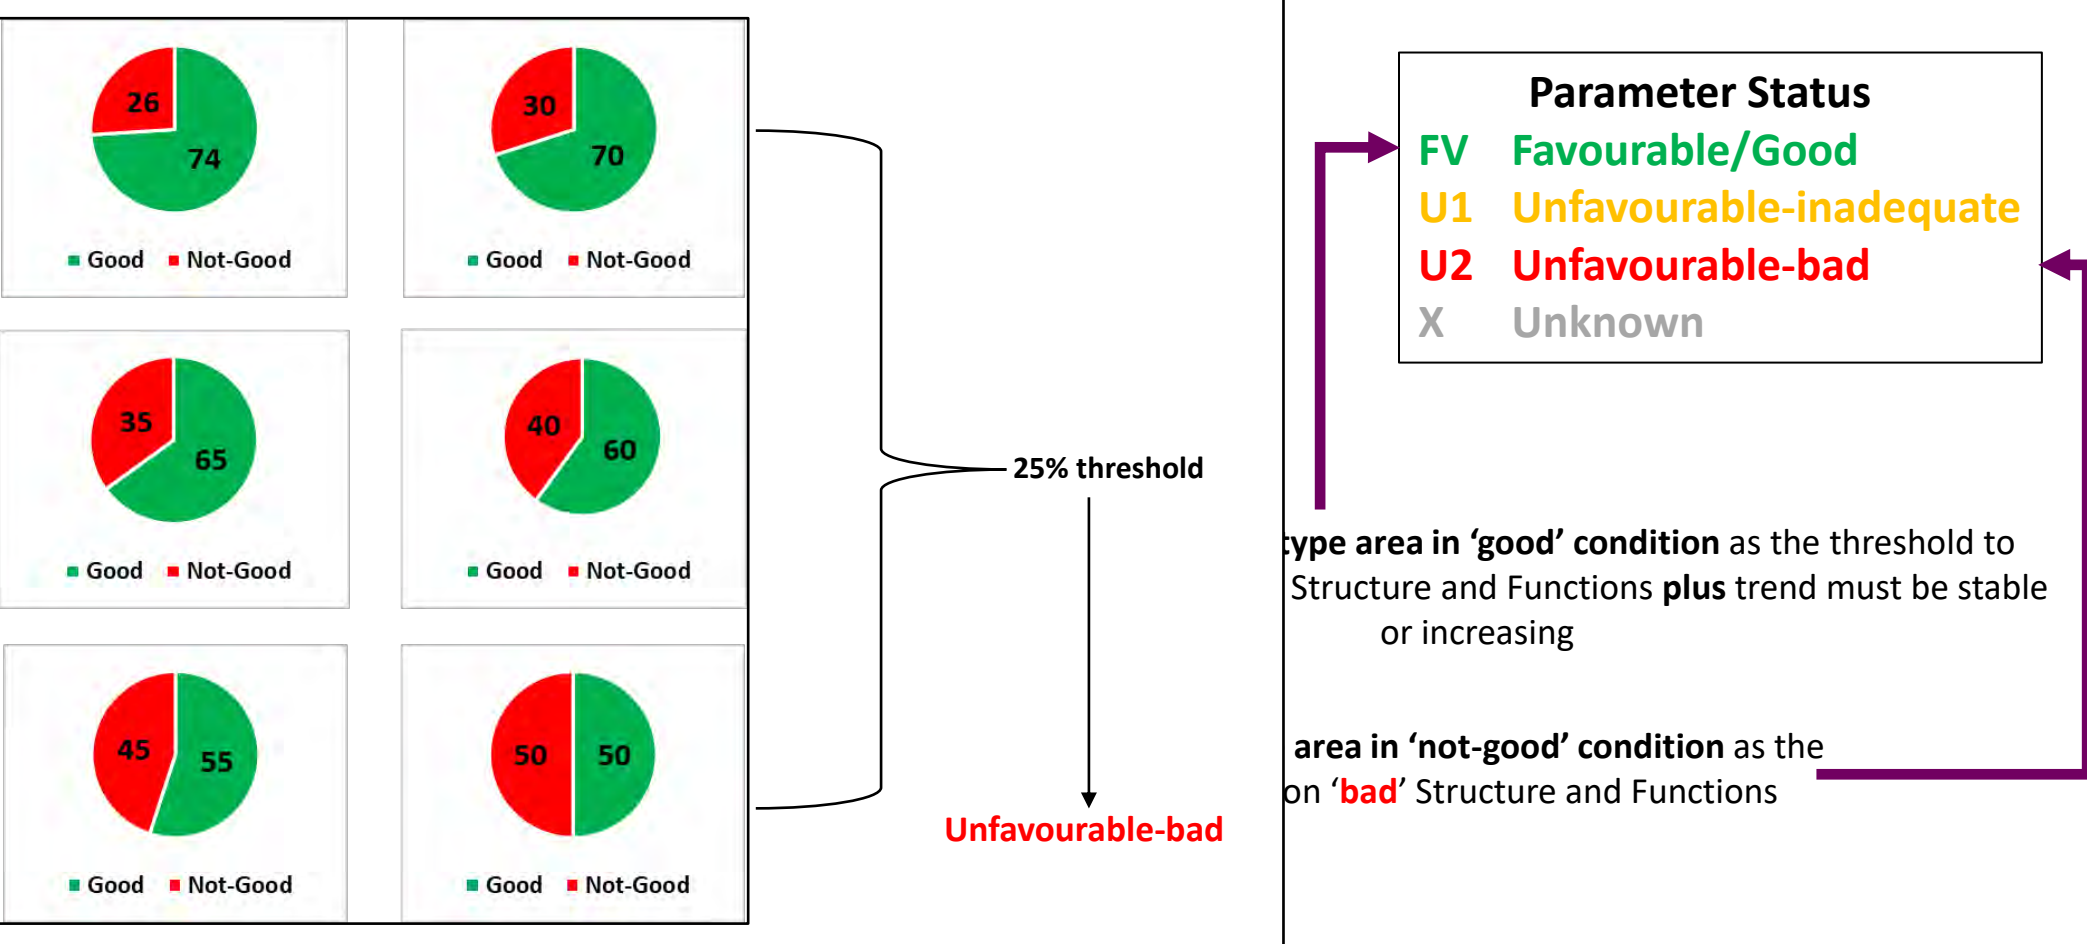 26
74
Good Not-Good
30
70
Good Not-Good
35
65
Good Not-Good
40
60
Good Not-Good
45
55
Good Not-Good
50
50
Good Not-Good
25% threshold
Unfavourable-bad
Parameter Status
FV Favourable/Good
U1 Unfavourable-inadequate
U2 Unfavourable-bad
X Unknown
type area in ‘good’ condition as the threshold to
Structure and Functions plus trend must be stable
or increasing
area in ‘not-good’ condition as the
on ‘bad’ Structure and Functions